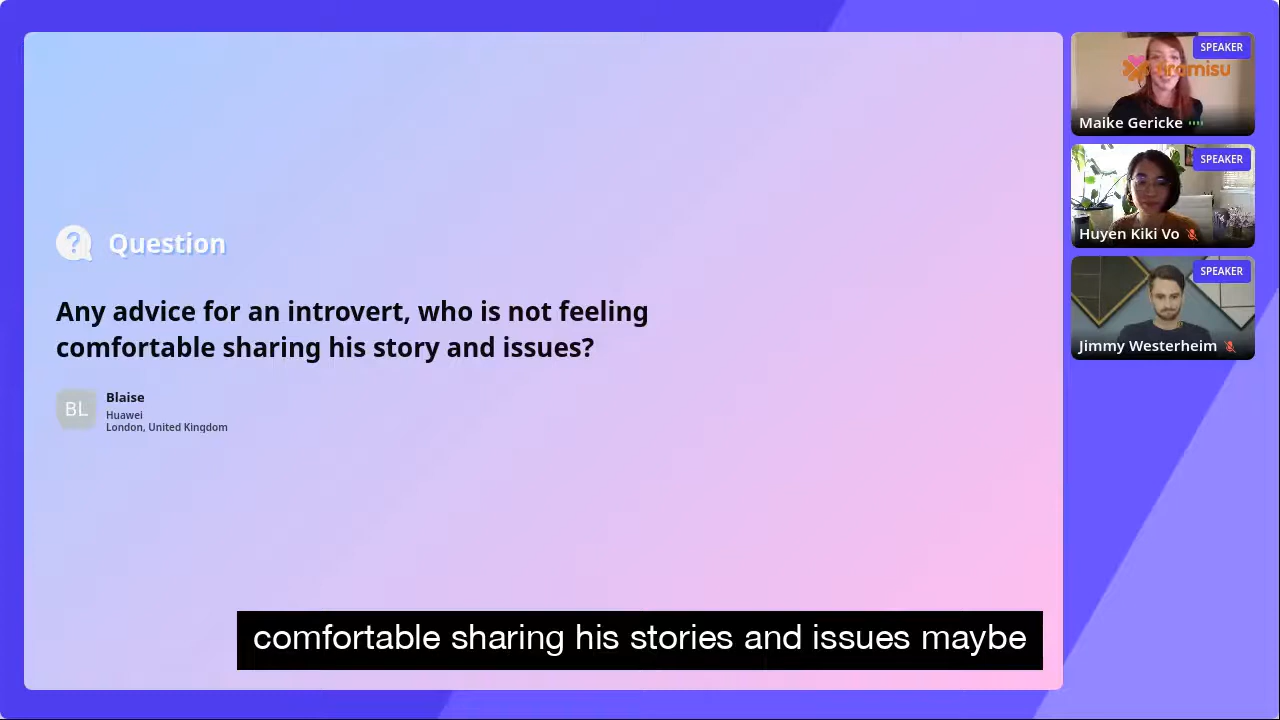 Question
Any advice for an introvert, who is not feeling
comfortable sharing his story and issues?
BL
Blaise
Huawei
London, United Kingdom
comfortable sharing his stories and issues maybe
SPEAKER
tiramisu
Maike Gericke
SPEAKER
Huyen Kiki Vo
SPEAKER
Jimmy Westerheim